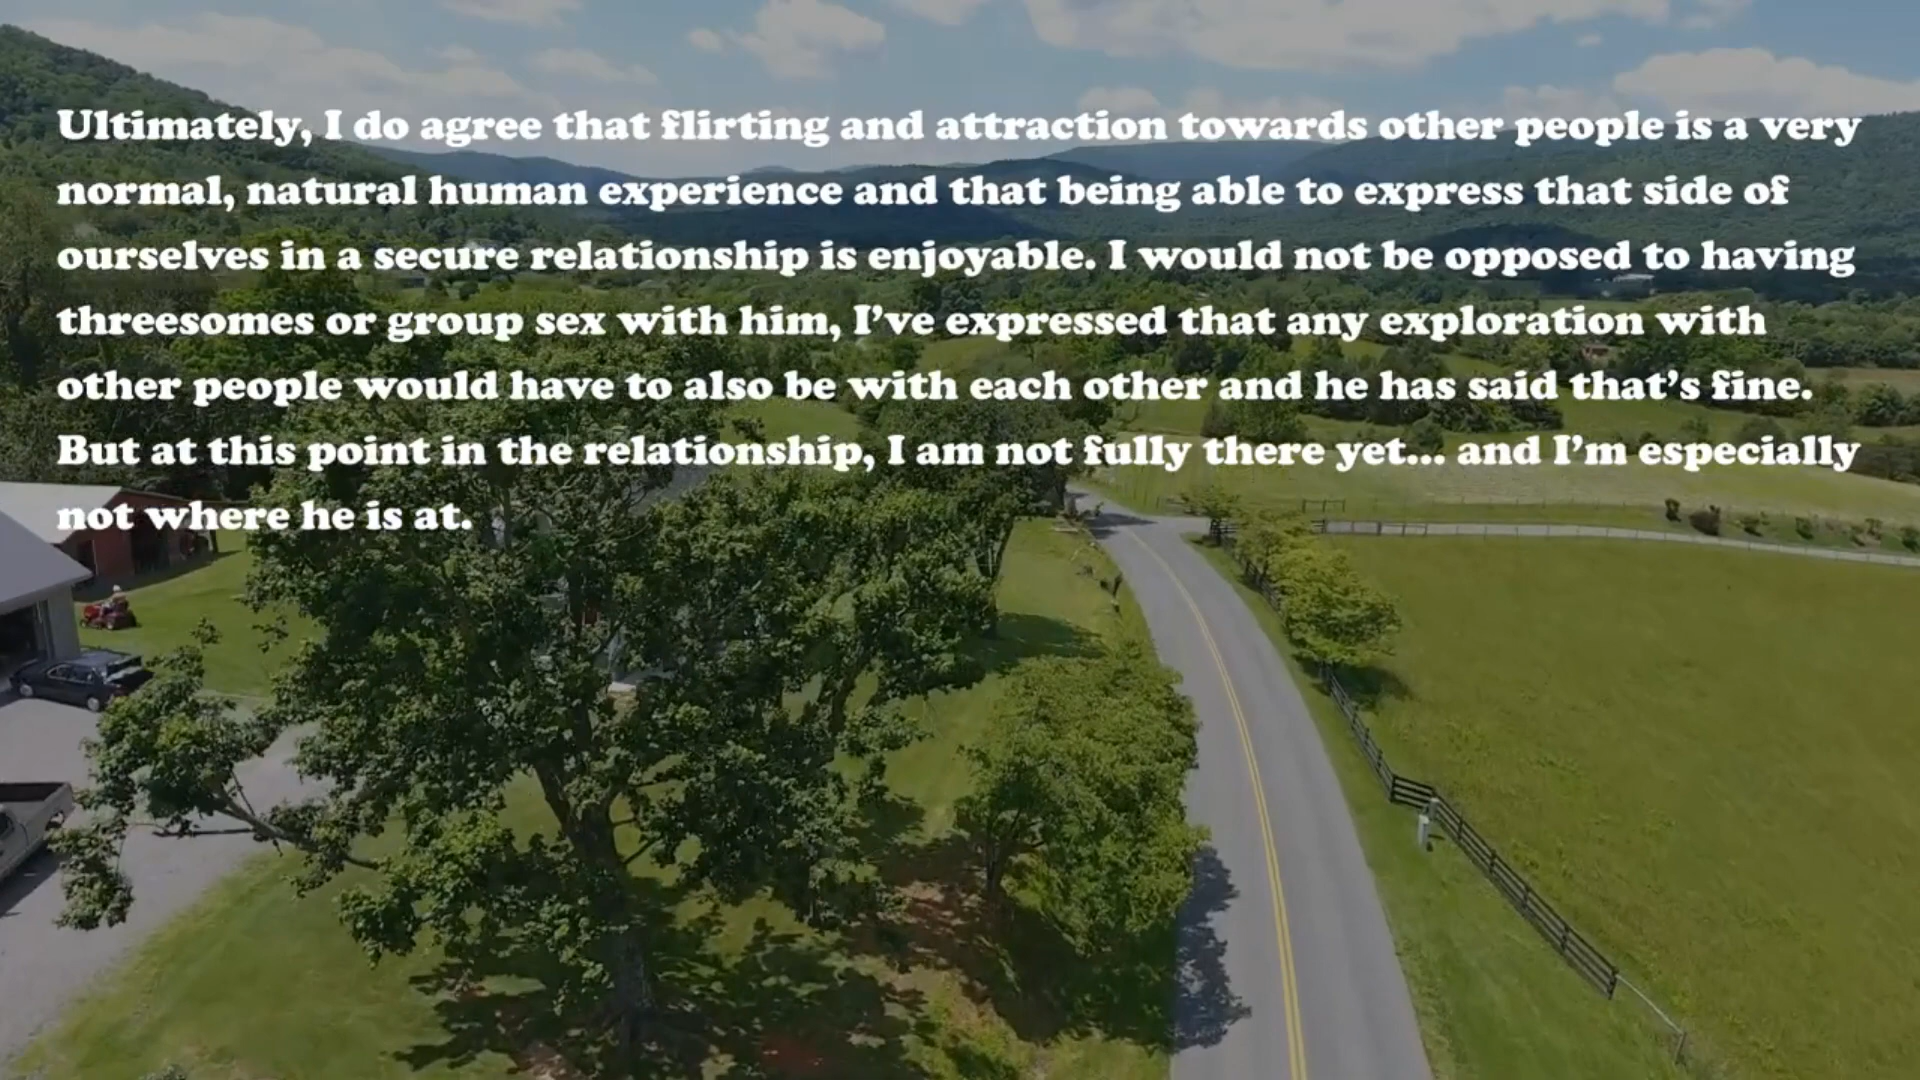 Ultimately, I do agree that flirting and attraction towards other people is a very
normal, natural human experience and that being able to express that side of
ourselves in a secure relationship is enjoyable. I would not be opposed to having
threesomes or group sex with him, I’ve expressed that any exploration with
other people would have to also be with each other and he has said that’s fine.
But at this point in the relationship, I am not fully there yet... and I’m especially
not where he is at.